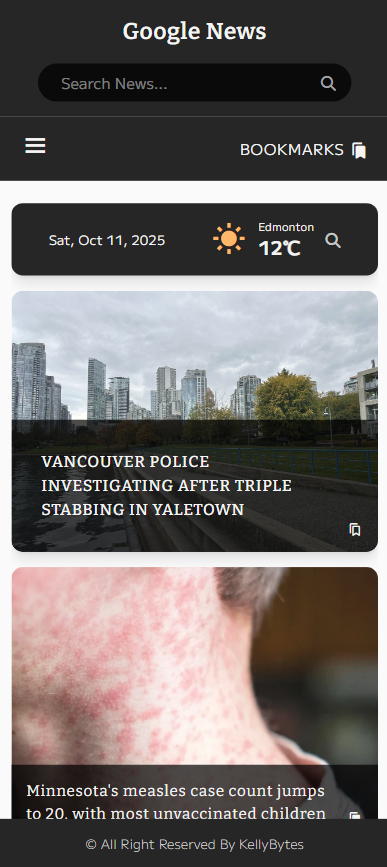 Google News
Search News...
BOOKMARKS
Sat, Oct 11, 2025
Edmonton
12℃
VANCOUVER POLICE
INVESTIGATING AFTER TRIPLE
STABBING IN YALETOWN
Minnesota's measles case count jumps
to 20, with most unvaccinated children
© All Right Reserved By KellyBytes